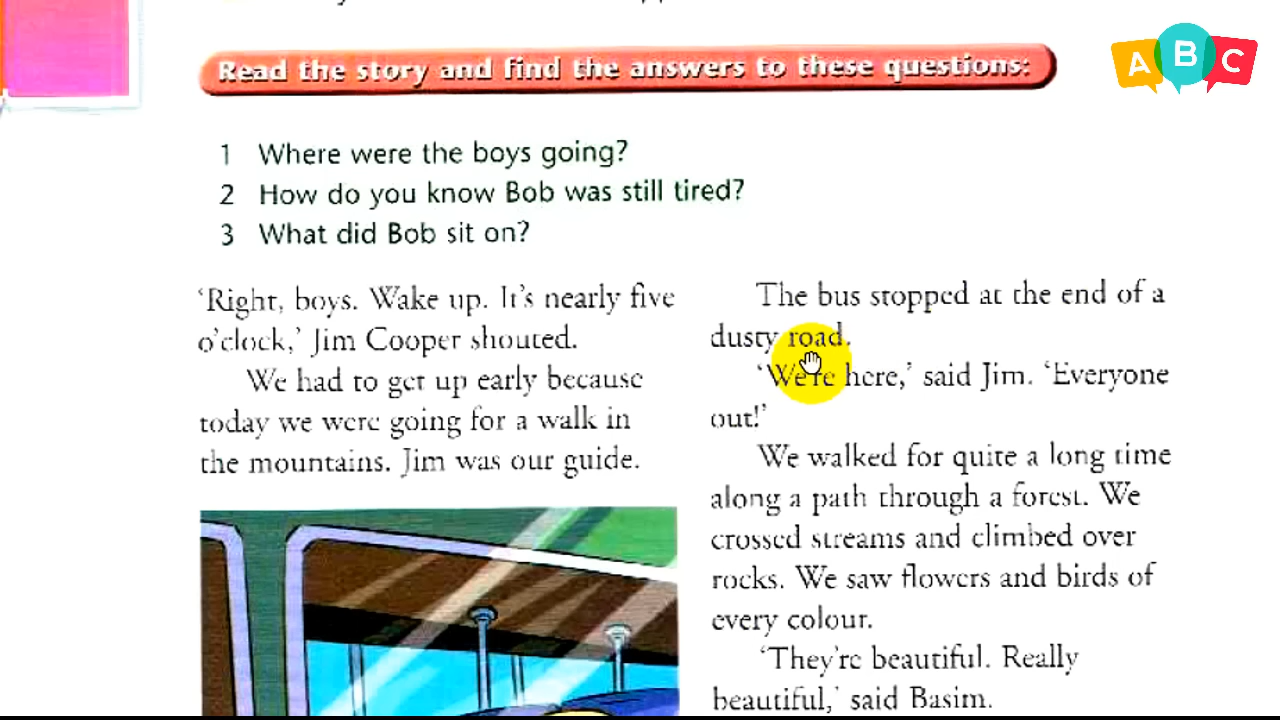 A B C
Read the story and find the answers to these questions:
1 Where were the boys going?
2 How do you know Bob was still tired?
3 What did Bob sit on?
‘Right, boys. Wake up. It’s nearly five
o’clock,’ Jim Cooper shouted.
We had to get up early because
today we were going for a walk in
the mountains. Jim was our guide.
The bus stopped at the end of a
dusty road.
‘We’re here,’ said Jim. ‘Everyone
out!’
We walked for quite a long time
along a path through a forest. We
crossed streams and climbed over
rocks. We saw flowers and birds of
every colour.
‘They’re beautiful. Really
beautiful,’ said Basim.